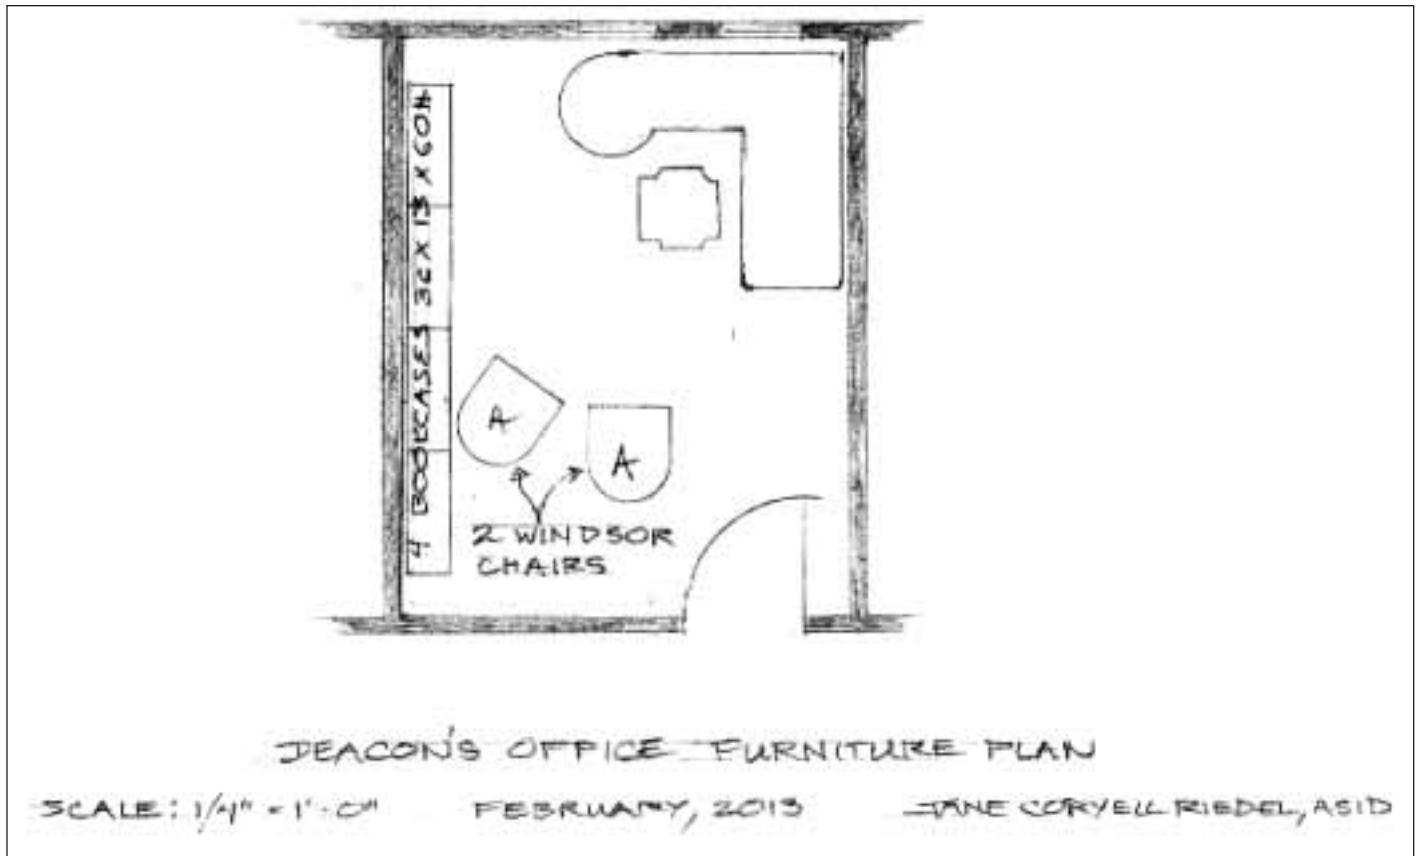 4 BOOKCASES 32 X 13 X 60H
A
A
2 WINDSOR
CHAIRS
DEACON'S OFFICE FURNITURE PLAN
SCALE: 1/4" = 1'-0" FEBRUARY, 2013 JANE CORYELL RIEDEL, ASID